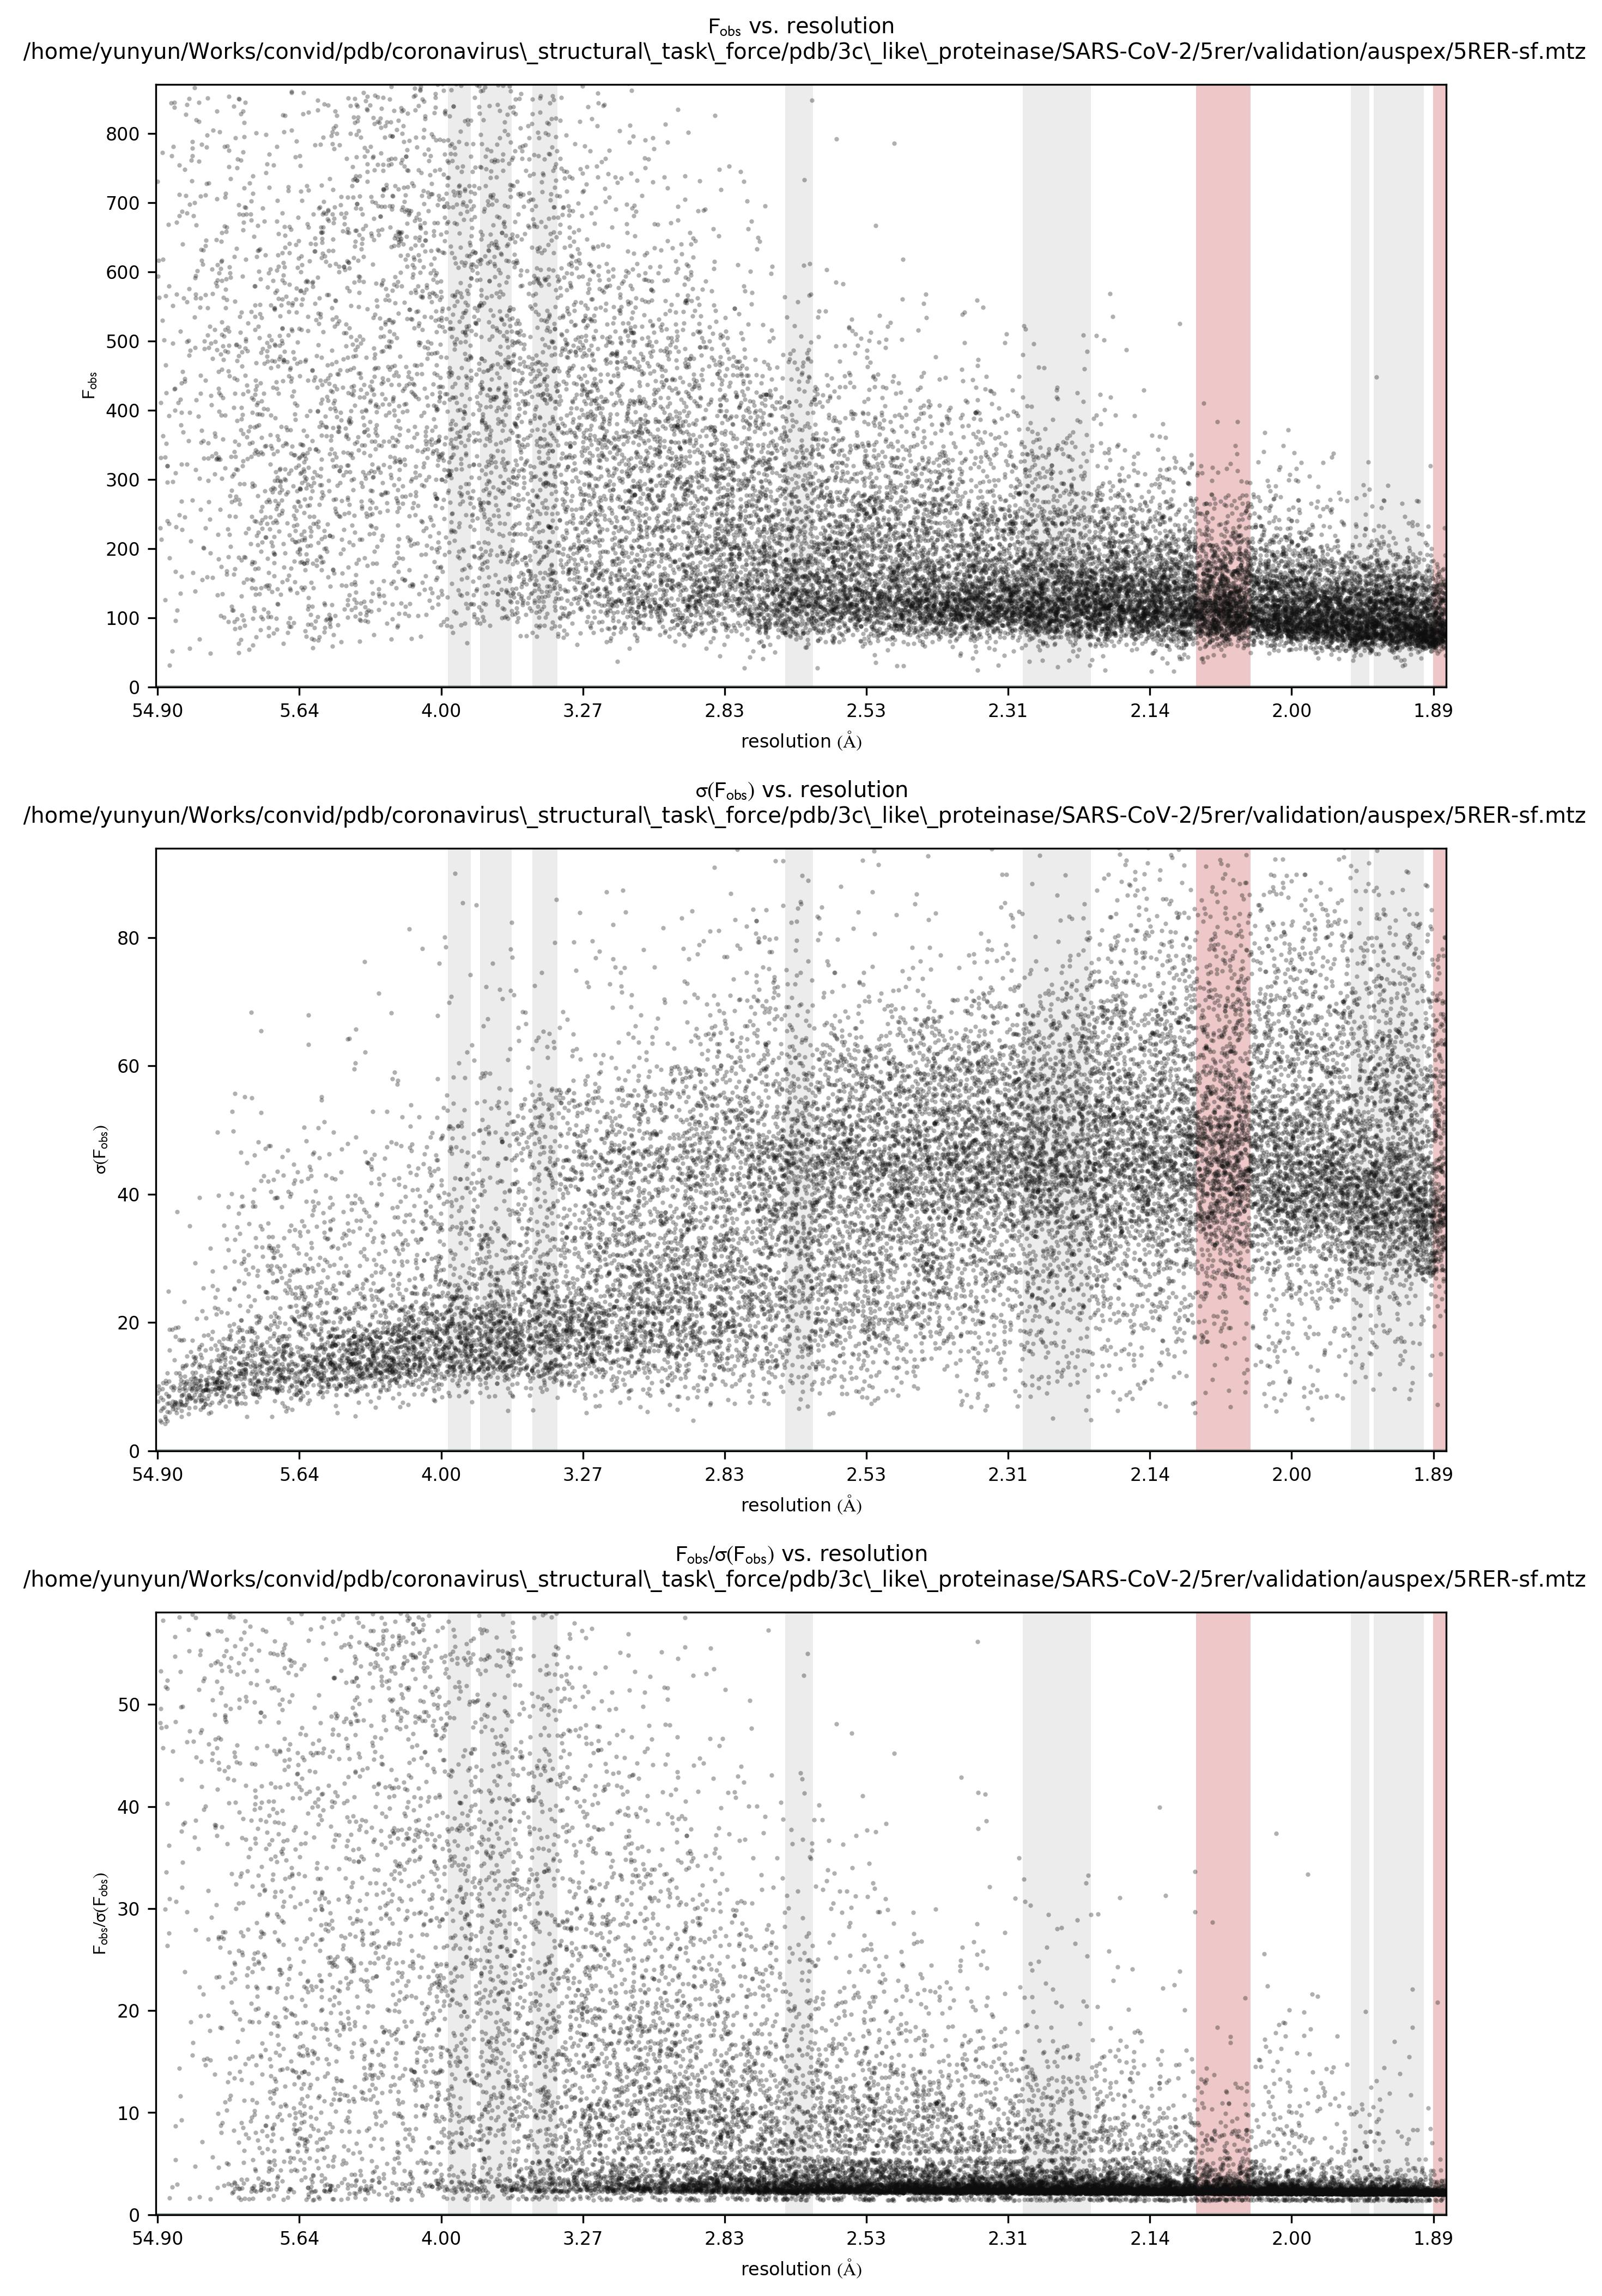 Fobs vs. resolution
/home/yunyun/Works/convid/pdb/coronavirus\_structural\_task\_force/pdb/3c\_like\_proteinase/SARS-CoV-2/5rer/validation/auspex/5RER-sf.mtz
800
700
600
500
400
300
200
100
0
Fobs
54.90 5.64 4.00 3.27 2.83 2.53 2.31 2.14 2.00 1.89
resolution (Å)
σ(Fobs) vs. resolution
/home/yunyun/Works/convid/pdb/coronavirus\_structural\_task\_force/pdb/3c\_like\_proteinase/SARS-CoV-2/5rer/validation/auspex/5RER-sf.mtz
80
60
40
20
0
σ(Fobs)
54.90 5.64 4.00 3.27 2.83 2.53 2.31 2.14 2.00 1.89
resolution (Å)
Fobs/σ(Fobs) vs. resolution
/home/yunyun/Works/convid/pdb/coronavirus\_structural\_task\_force/pdb/3c\_like\_proteinase/SARS-CoV-2/5rer/validation/auspex/5RER-sf.mtz
50
40
30
20
10
0
Fobs/σ(Fobs)
54.90 5.64 4.00 3.27 2.83 2.53 2.31 2.14 2.00 1.89
resolution (Å)